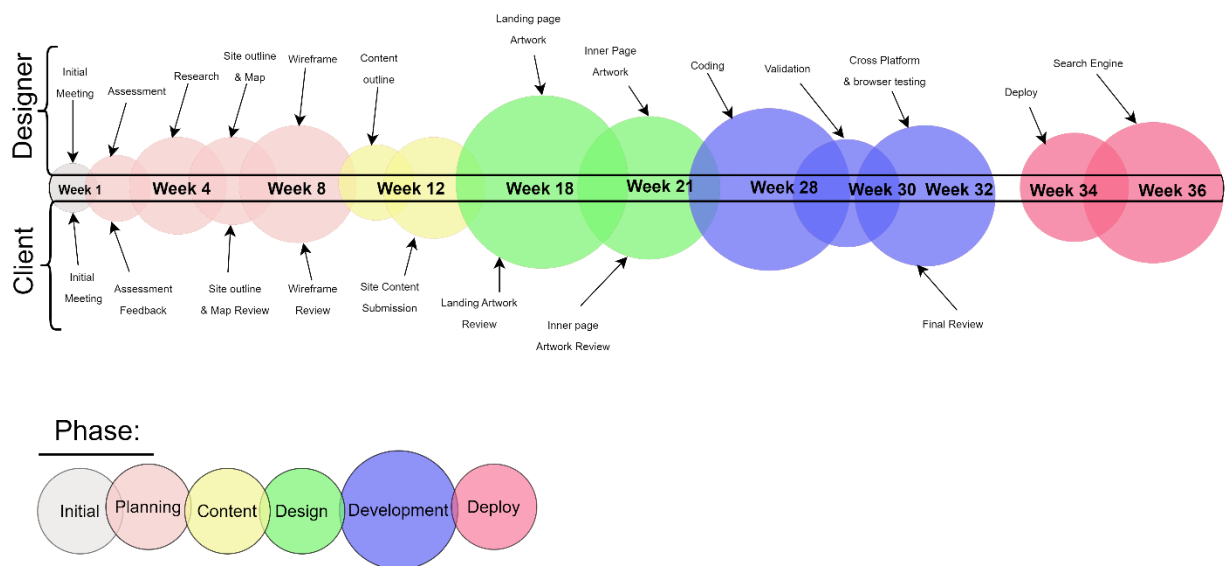 Landing page
Artwork
Site outline
& Map
Wireframe
Content
outline
Inner Page
Artwork
Coding
Validation
Cross Platform
& browser testing
Search Engine
Initial
Meeting
Assessment
Research
Deploy
Designer
Week 1
Week 4
Week 8
Week 12
Week 18
Week 21
Week 28
Week 30
Week 32
Week 34
Week 36
Client
Initial
Meeting
Assessment
Feedback
Site outline
& Map Review
Wireframe
Review
Site Content
Submission
Landing Artwork
Review
Inner page
Artwork Review
Final Review
Phase:
Initial
Planning
Content
Design
Development
Deploy